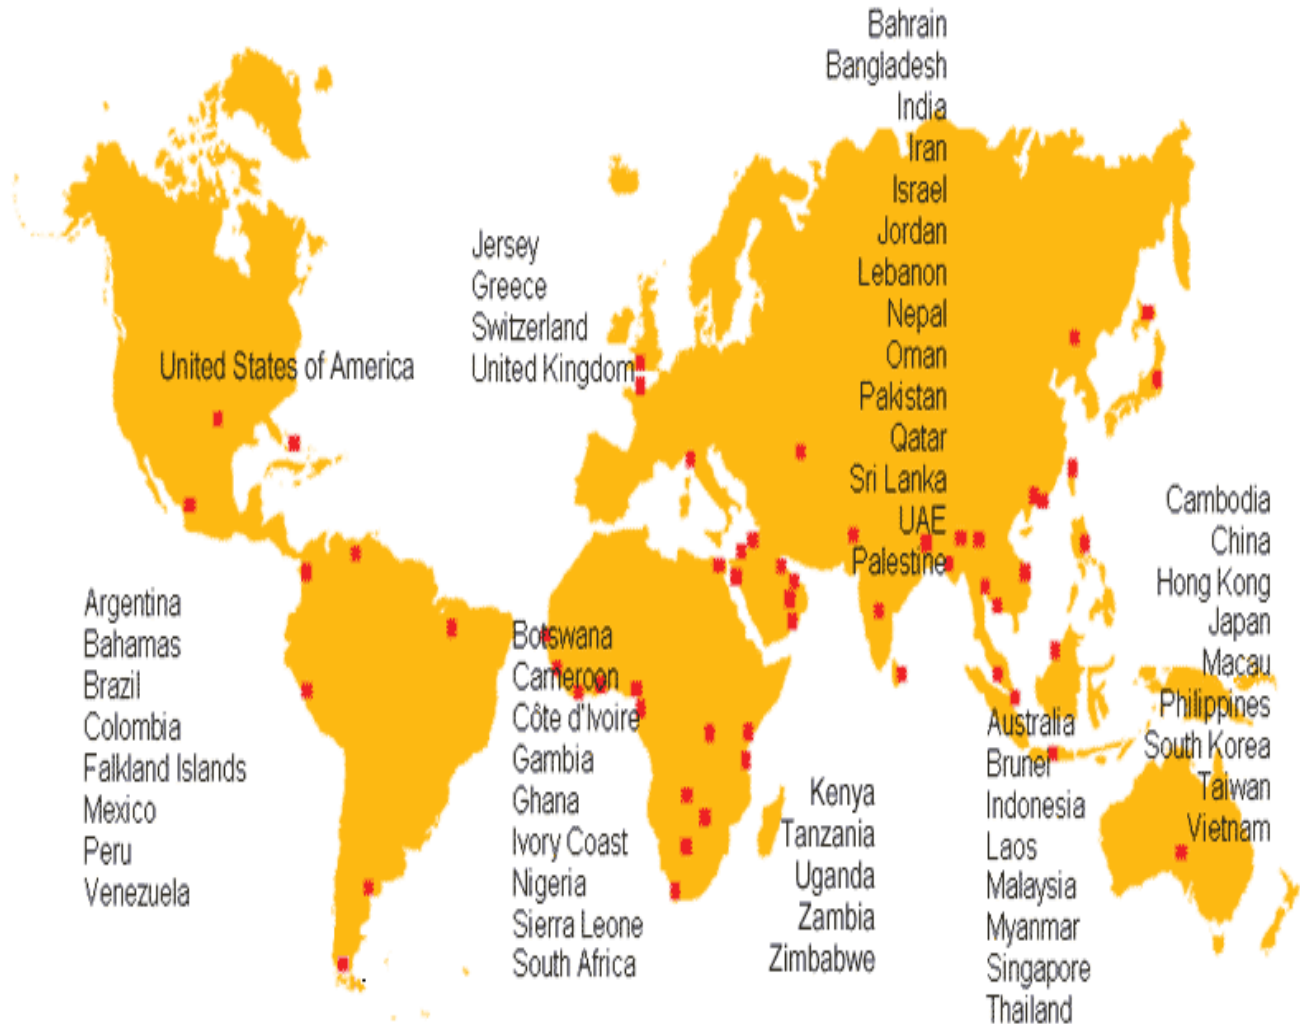 United States of America
Argentina
Bahamas
Brazil
Colombia
Falkland Islands
Mexico
Peru
Venezuela
Jersey
Greece
Switzerland
United Kingdom
Botswana
Cameroon
Côte d'Ivoire
Gambia
Ghana
Ivory Coast
Nigeria
Sierra Leone
South Africa
Kenya
Tanzania
Uganda
Zambia
Zimbabwe
Bahrain
Bangladesh
India
Iran
Israel
Jordan
Lebanon
Nepal
Oman
Pakistan
Qatar
Sri Lanka
UAE
Palestine
Australia
Brunei
Indonesia
Laos
Malaysia
Myanmar
Singapore
Thailand
Cambodia
China
Hong Kong
Japan
Macau
Philippines
South Korea
Taiwan
Vietnam